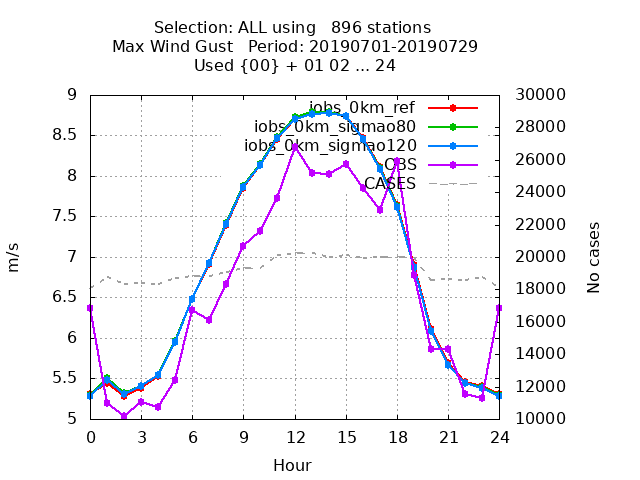 Selection: ALL using   896 stations
Max Wind Gust   Period: 20190701-20190729
Used {00} + 01 02 ... 24
9
8.5
8
7.5
7
6.5
6
5.5
5
30000
28000
26000
24000
22000
20000
18000
16000
14000
12000
10000
iobs_0km_ref
iobs_0km_sigmao80
iobs_0km_sigmao120
OBS
CASES
m/s
No cases
0 3 6 9 12 15 18 21 24
Hour